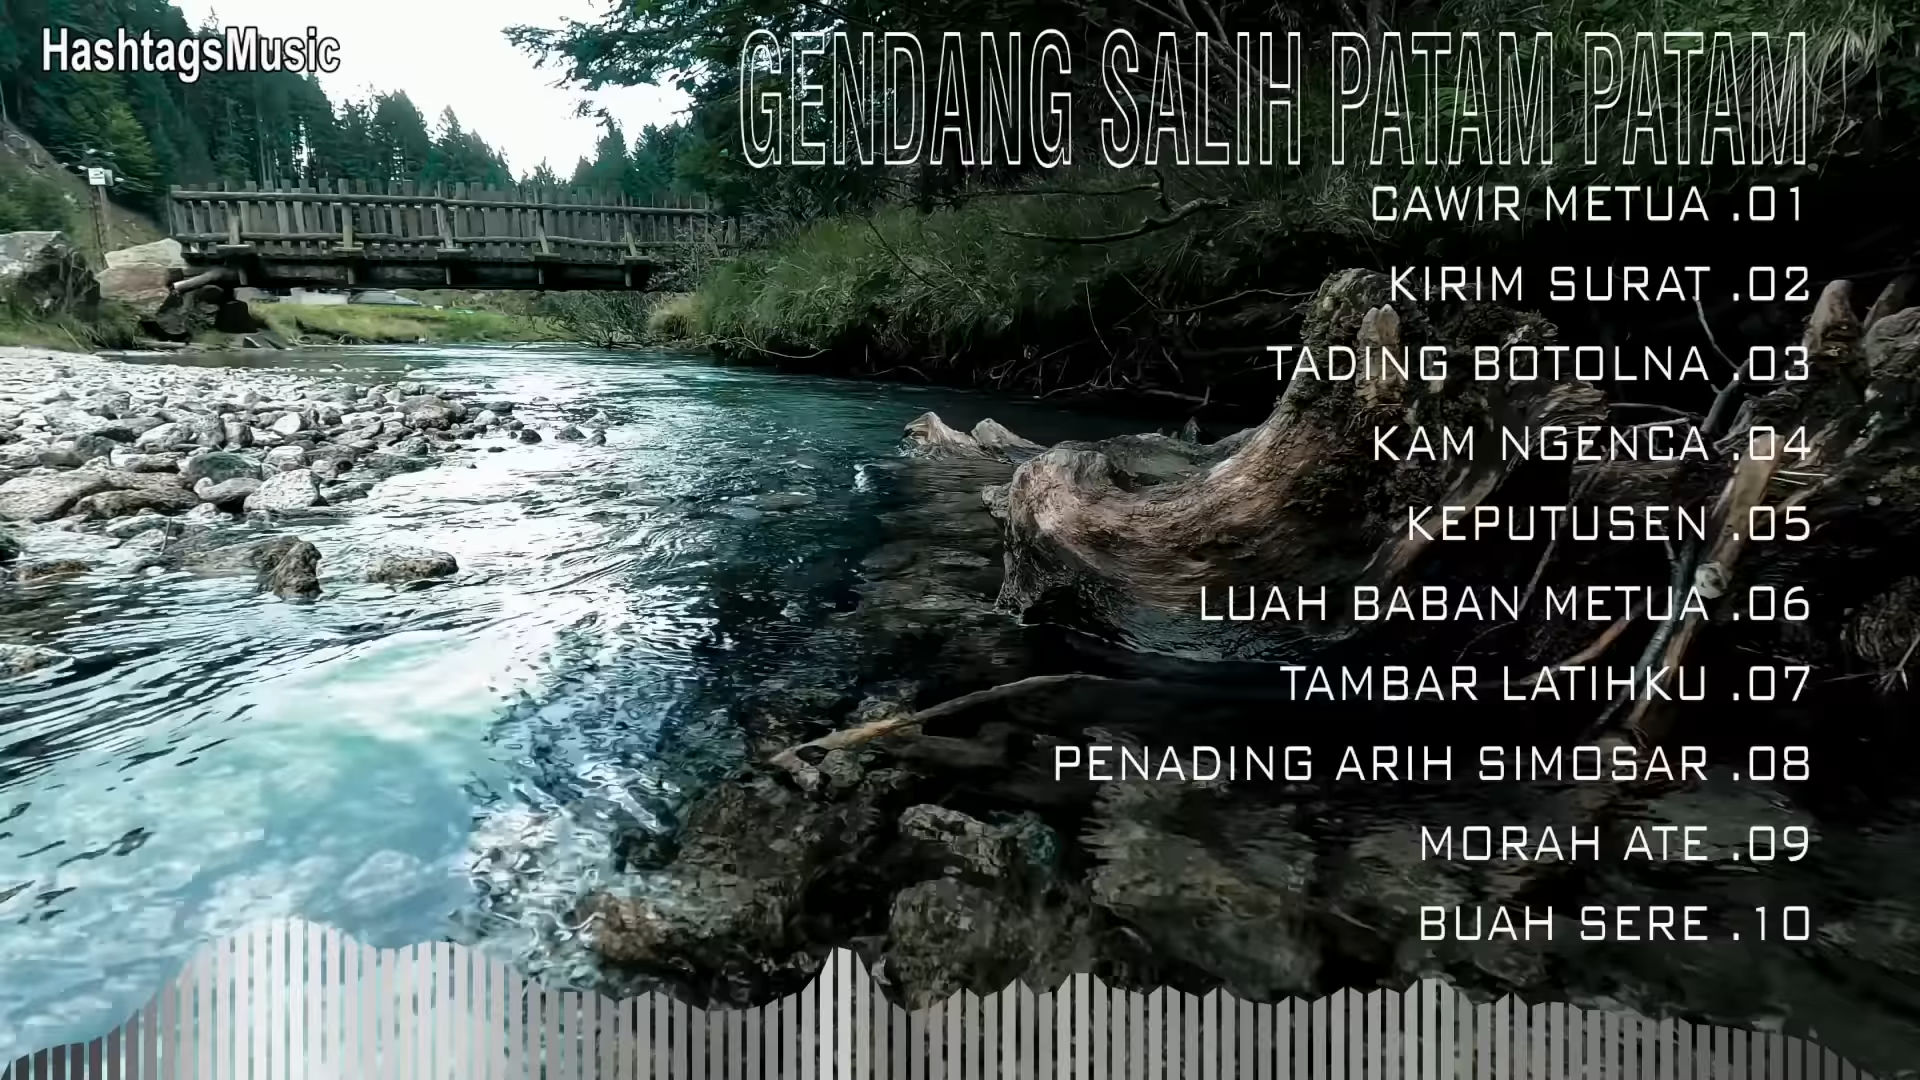 HashtagsMusic
GENDANG SALIH PATAM PATAM
CAWIR METUA .01
KIRIM SURAT .02
TADING BOTOLNA .03
KAM NGENCA .04
KEPUTUSEN .05
LUAH BABAN METUA .06
TAMBAR LATIHKU .07
PENADING ARIH SIMOSAR .08
MORAH ATE .09
BUAH SERE .10